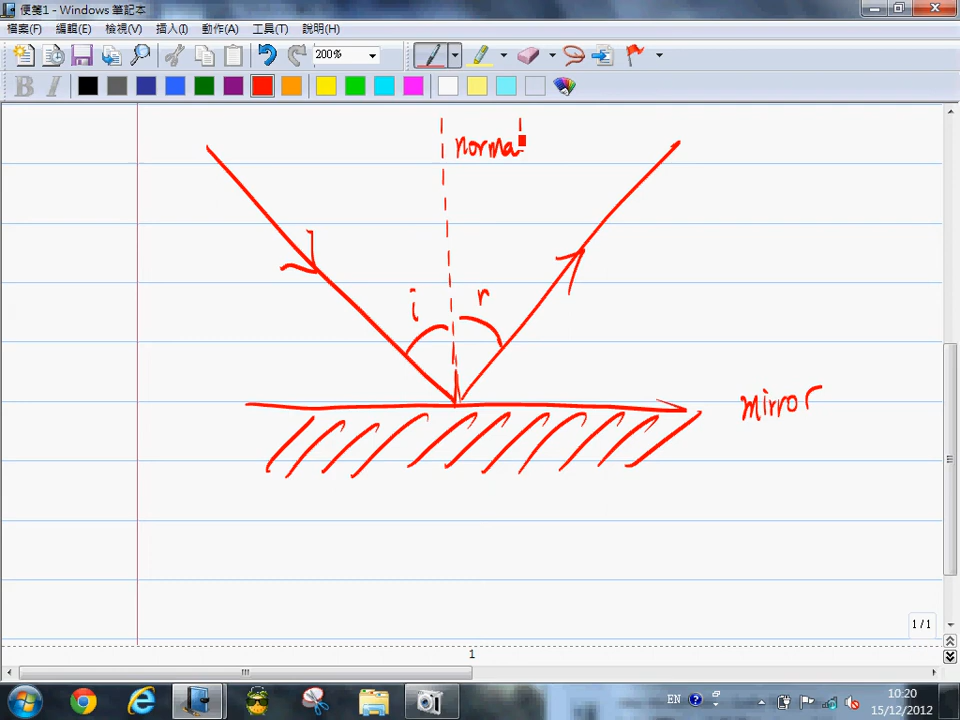 便箋1 - Windows 筆記本
檔案(F) 編輯(E) 檢視(V) 插入(I) 動作(A) 工具(T) 說明(H)
200%
B I
normal
i r
mirror
1 / 1
1
EN
10:20
15/12/2012